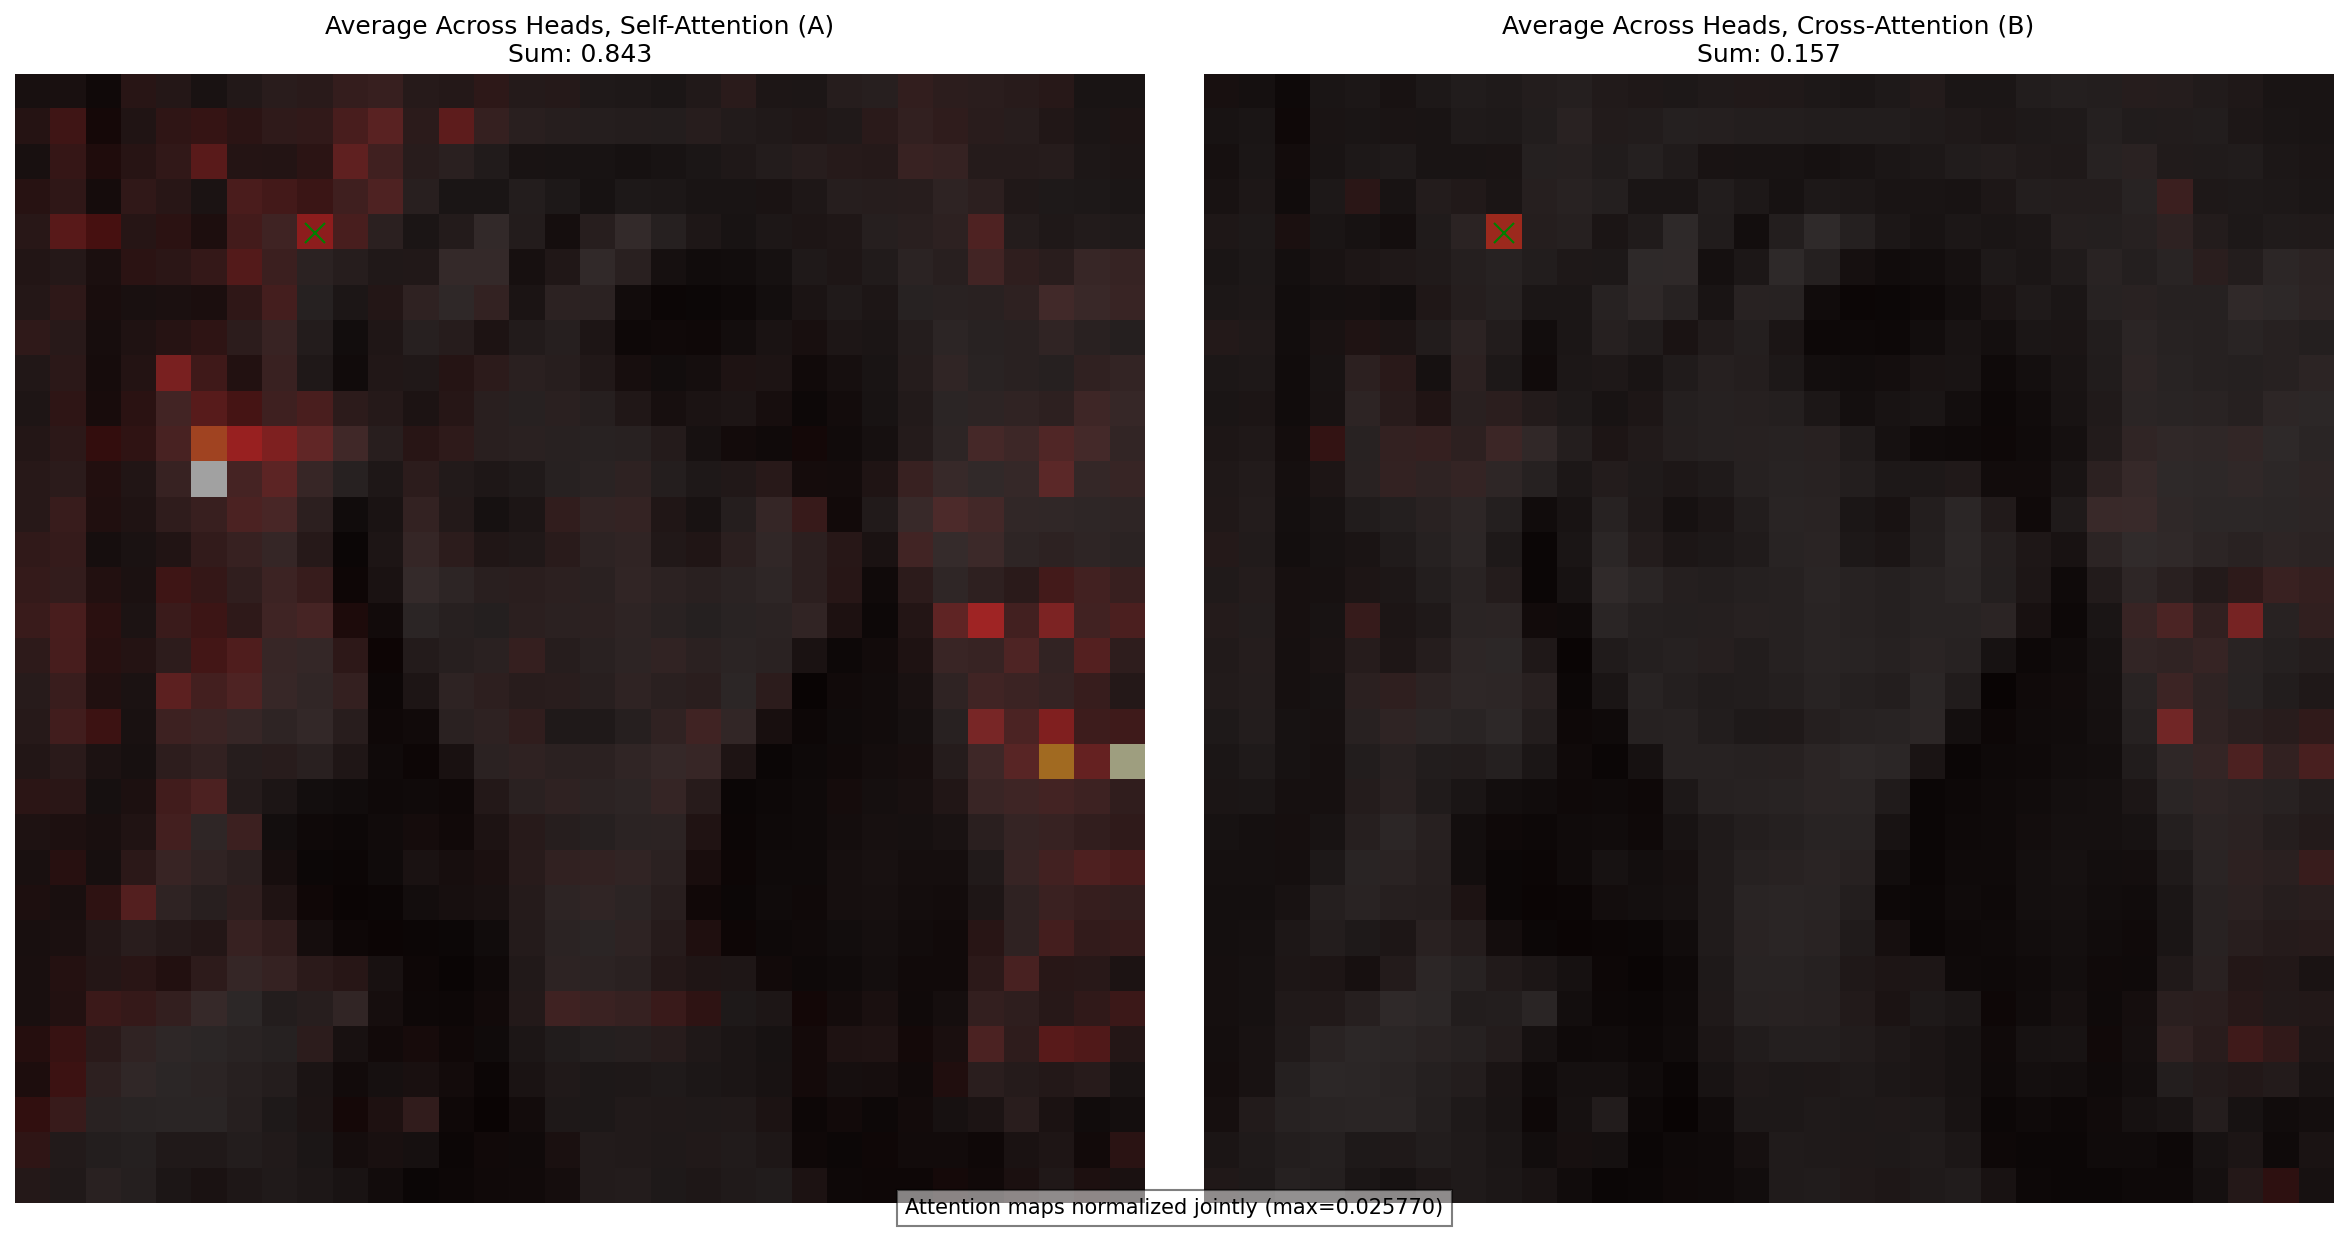 Average Across Heads, Self-Attention (A)
Sum: 0.843
Average Across Heads, Cross-Attention (B)
Sum: 0.157
Attention maps normalized jointly (max=0.025770)